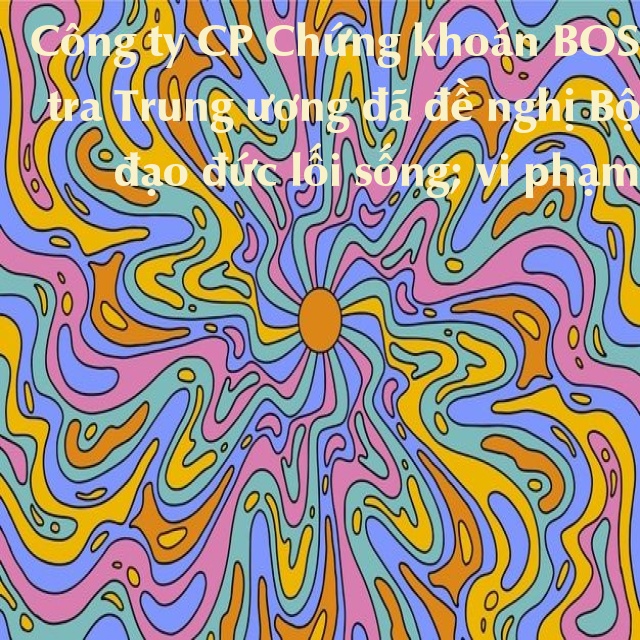 Công ty CP Chứng khoán BOS
tra Trung ương đã đề nghị Bộ
đạo đức lối sống; vi phạm